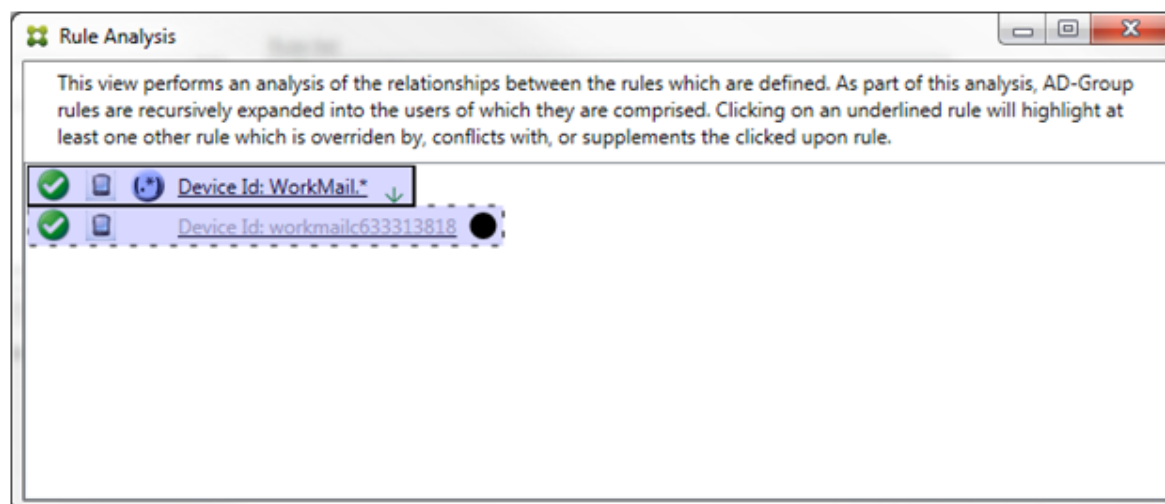 Rule Analysis
This view performs an analysis of the relationships between the rules which are defined. As part of this analysis, AD-Group
rules are recursively expanded into the users of which they are comprised. Clicking on an underlined rule will highlight at
least one other rule which is overriden by, conflicts with, or supplements the clicked upon rule.
(.*) Device Id: WorkMail.*
Device Id: workmailc633313818